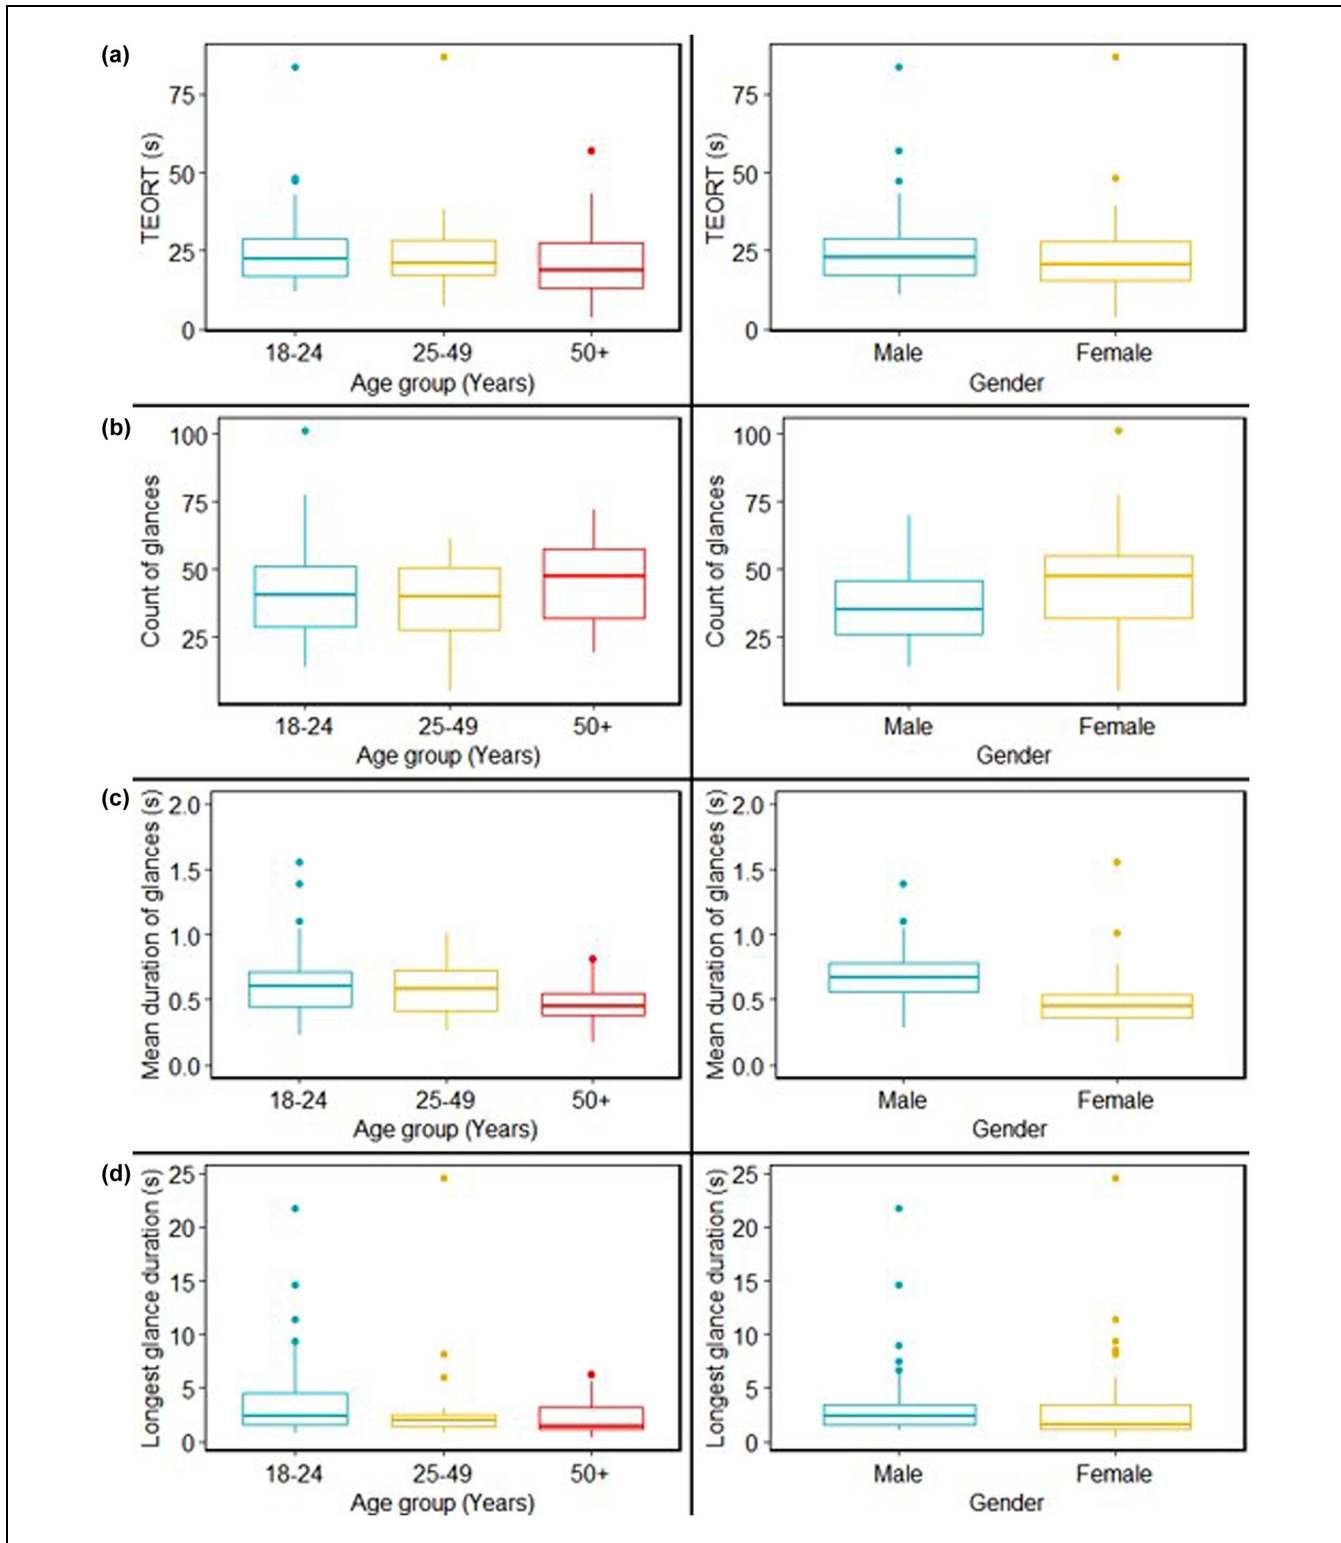 (a)
TEORT (s)
75
50
25
0
18-24 25-49 50+
Age group (Years)
TEORT (s)
75
50
25
0
Male Female
Gender
(b)
Count of glances
100
75
50
25
18-24 25-49 50+
Age group (Years)
Count of glances
100
75
50
25
Male Female
Gender
(c)
Mean duration of glances (s)
2.0
1.5
1.0
0.5
0.0
18-24 25-49 50+
Age group (Years)
Mean duration of glances (s)
2.0
1.5
1.0
0.5
0.0
Male Female
Gender
(d)
Longest glance duration (s)
25
20
15
10
5
0
18-24 25-49 50+
Age group (Years)
Longest glance duration (s)
25
20
15
10
5
0
Male Female
Gender